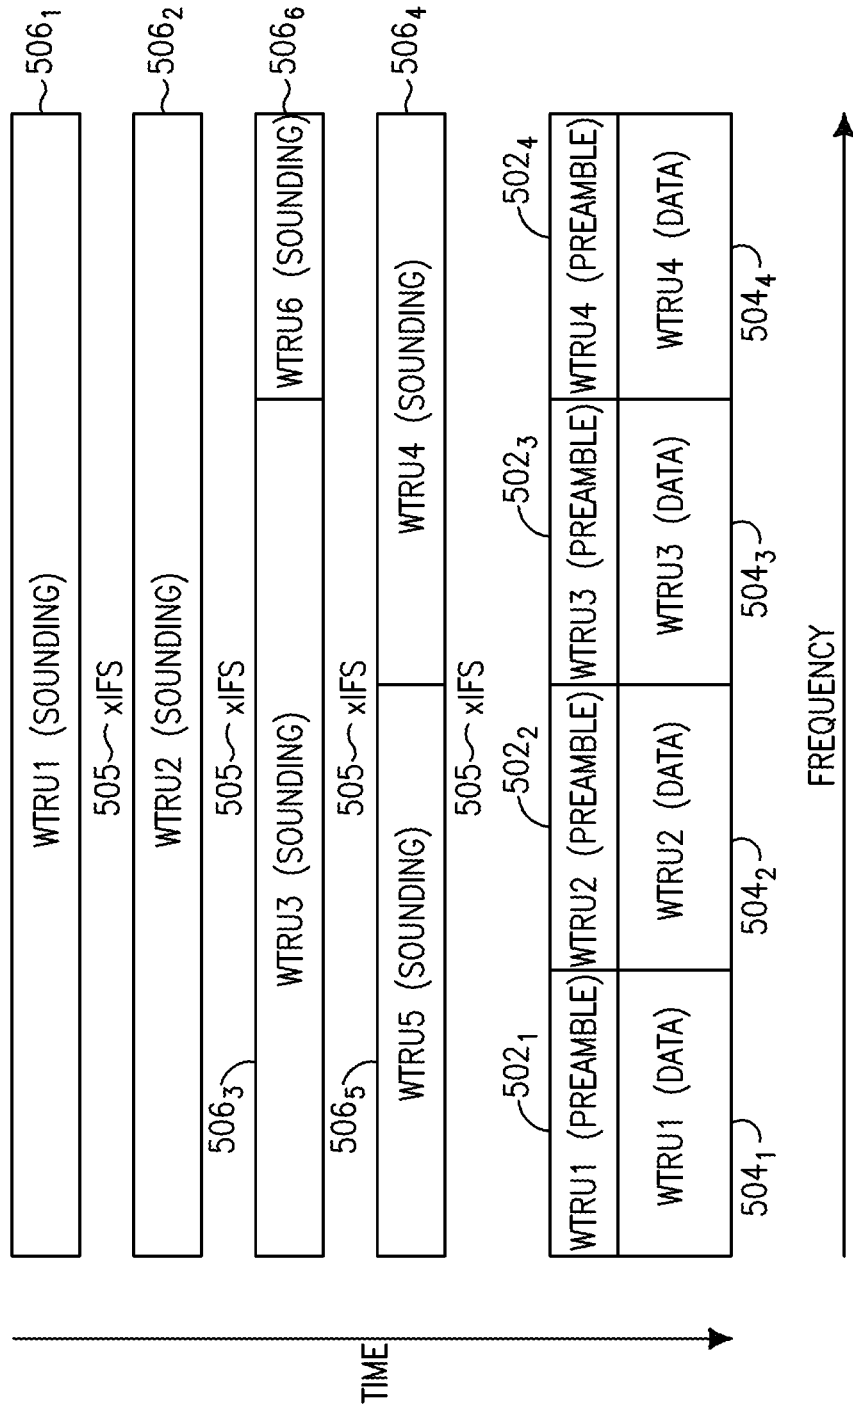 506₁
WTRU1 (SOUNDING)
505 xIFS
506₂
WTRU2 (SOUNDING)
505 xIFS
506₃
506₆
WTRU3 (SOUNDING)
WTRU6 (SOUNDING)
505 xIFS
506₅
506₄
WTRU5 (SOUNDING)
WTRU4 (SOUNDING)
505 xIFS
502₁
502₂
502₃
502₄
WTRU1 (PREAMBLE)
WTRU2 (PREAMBLE)
WTRU3 (PREAMBLE)
WTRU4 (PREAMBLE)
WTRU1 (DATA)
WTRU2 (DATA)
WTRU3 (DATA)
WTRU4 (DATA)
504₁
504₂
504₃
504₄
TIME
FREQUENCY